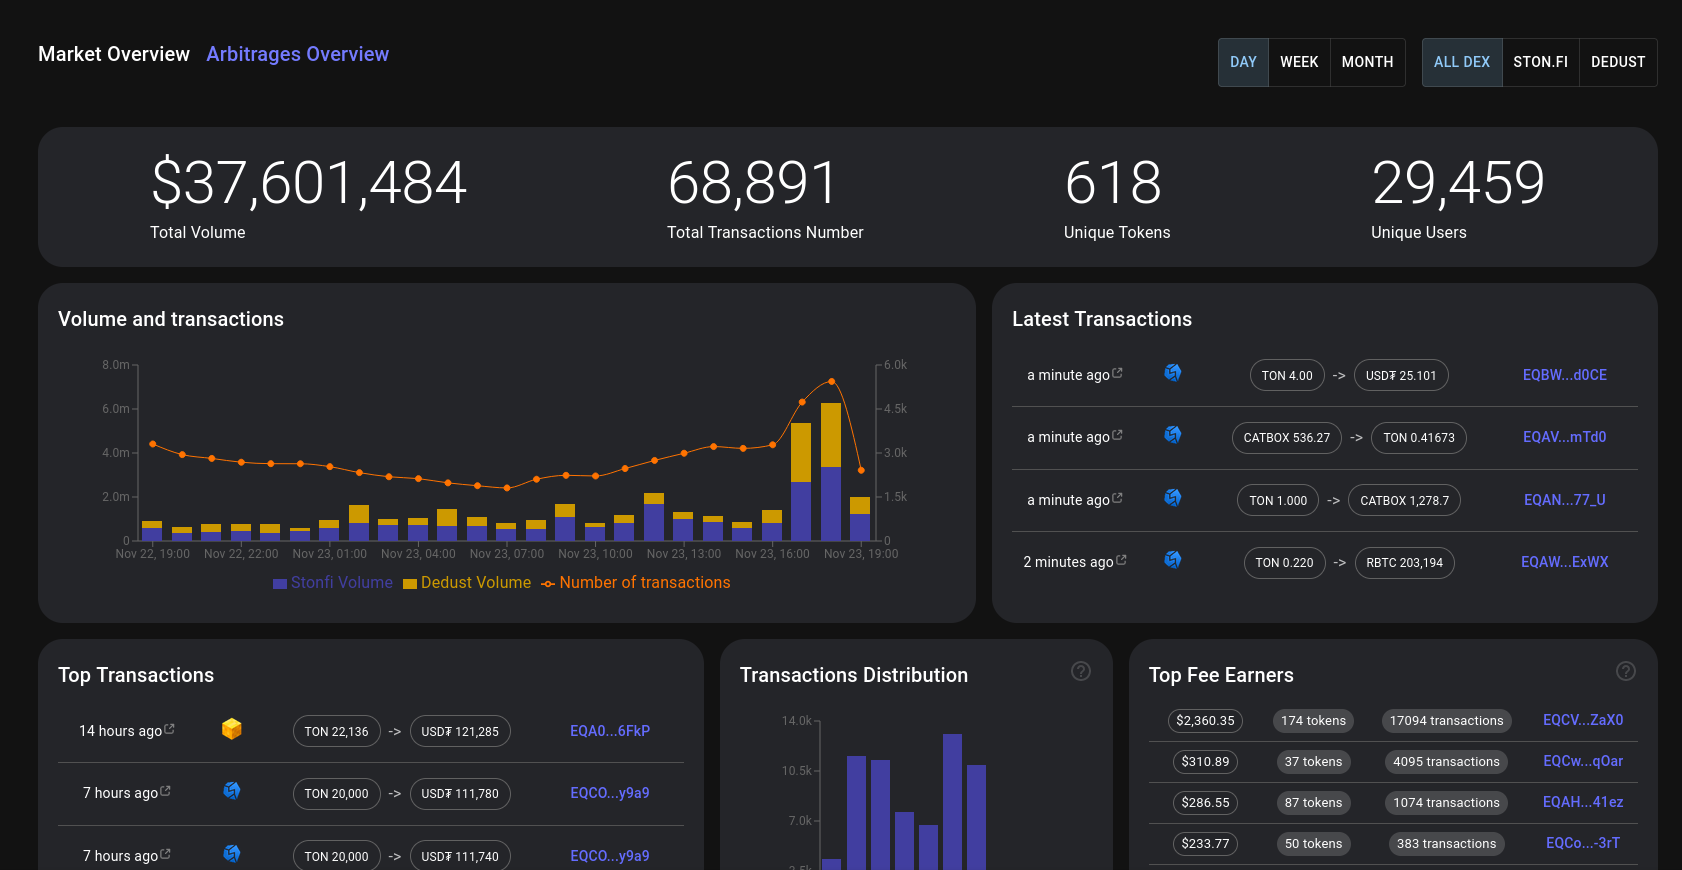 Market Overview Arbitrages Overview
DAY WEEK MONTH ALL DEX STON.FI DEDUST
$37,601,484 68,891 618 29,459
Total Volume Total Transactions Number Unique Tokens Unique Users
Volume and transactions
8.0m 6.0k
6.0m 4.5k
4.0m 3.0k
2.0m 1.5k
0 0
Nov 22, 19:00 Nov 22, 22:00 Nov 23, 01:00 Nov 23, 04:00 Nov 23, 07:00 Nov 23, 10:00 Nov 23, 13:00 Nov 23, 16:00 Nov 23, 19:00
Stonfi Volume Dedust Volume Number of transactions
Latest Transactions
a minute ago TON 4.00 -> USD₮ 25.101 EQBW...d0CE
a minute ago CATBOX 536.27 -> TON 0.41673 EQAV...mTd0
a minute ago TON 1.000 -> CATBOX 1,278.7 EQAN...77_U
2 minutes ago TON 0.220 -> RBTC 203,194 EQAW...ExWX
Top Transactions
14 hours ago TON 22,136 -> USD₮ 121,285 EQA0...6FkP
7 hours ago TON 20,000 -> USD₮ 111,780 EQCO...y9a9
7 hours ago TON 20,000 -> USD₮ 111,740 EQCO...y9a9
Transactions Distribution ?
14.0k
10.5k
7.0k
Top Fee Earners ?
$2,360.35 174 tokens 17094 transactions EQCV...ZaX0
$310.89 37 tokens 4095 transactions EQCw...qOar
$286.55 87 tokens 1074 transactions EQAH...41ez
$233.77 50 tokens 383 transactions EQCo...-3rT